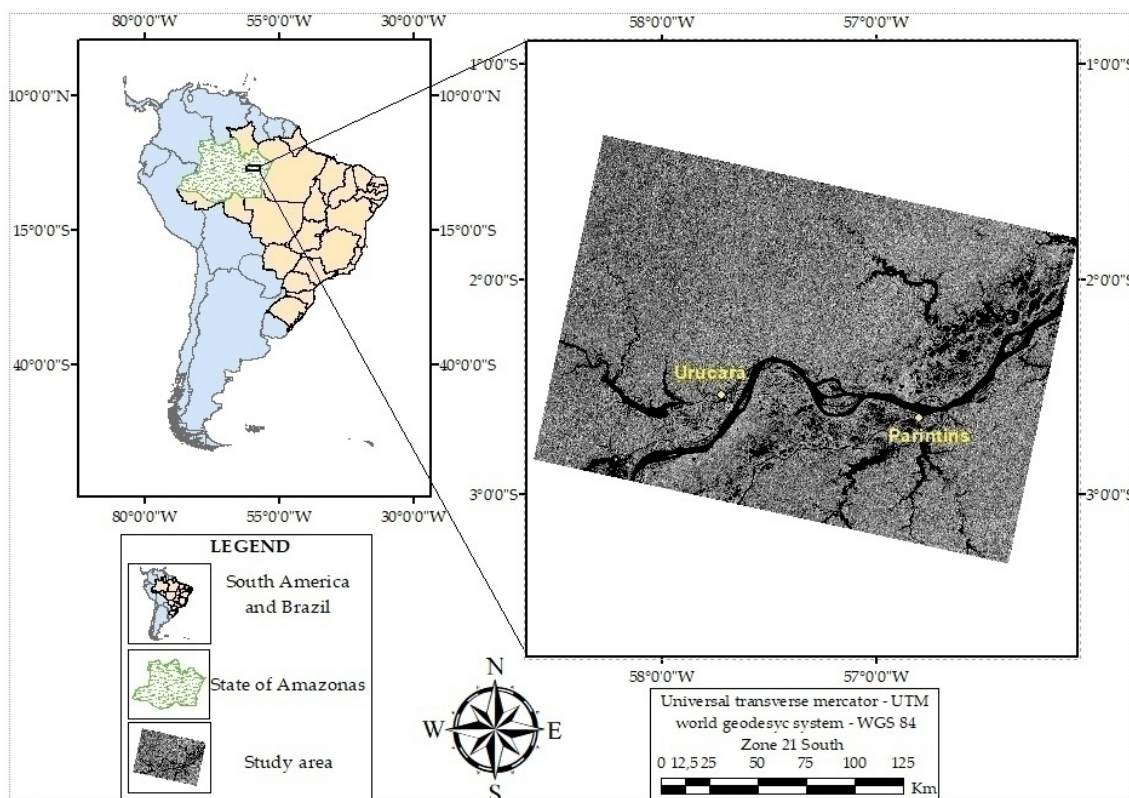 80°0'0"W 55°0'0"W 30°0'0"W
58°0'0"W 57°0'0"W
10°0'0"N 10°0'0"N
15°0'0"S 15°0'0"S
40°0'0"S 40°0'0"S
80°0'0"W 55°0'0"W 30°0'0"W
1°0'0"S 1°0'0"S
2°0'0"S 2°0'0"S
3°0'0"S 3°0'0"S
Urucará
Parintins
58°0'0"W 57°0'0"W
LEGEND
South America
and Brazil
State of Amazonas
Study area
N
W E
S
Universal transverse mercator - UTM
world geodesyc system - WGS 84
Zone 21 South
0 12,5 25 50 75 100 125
Km